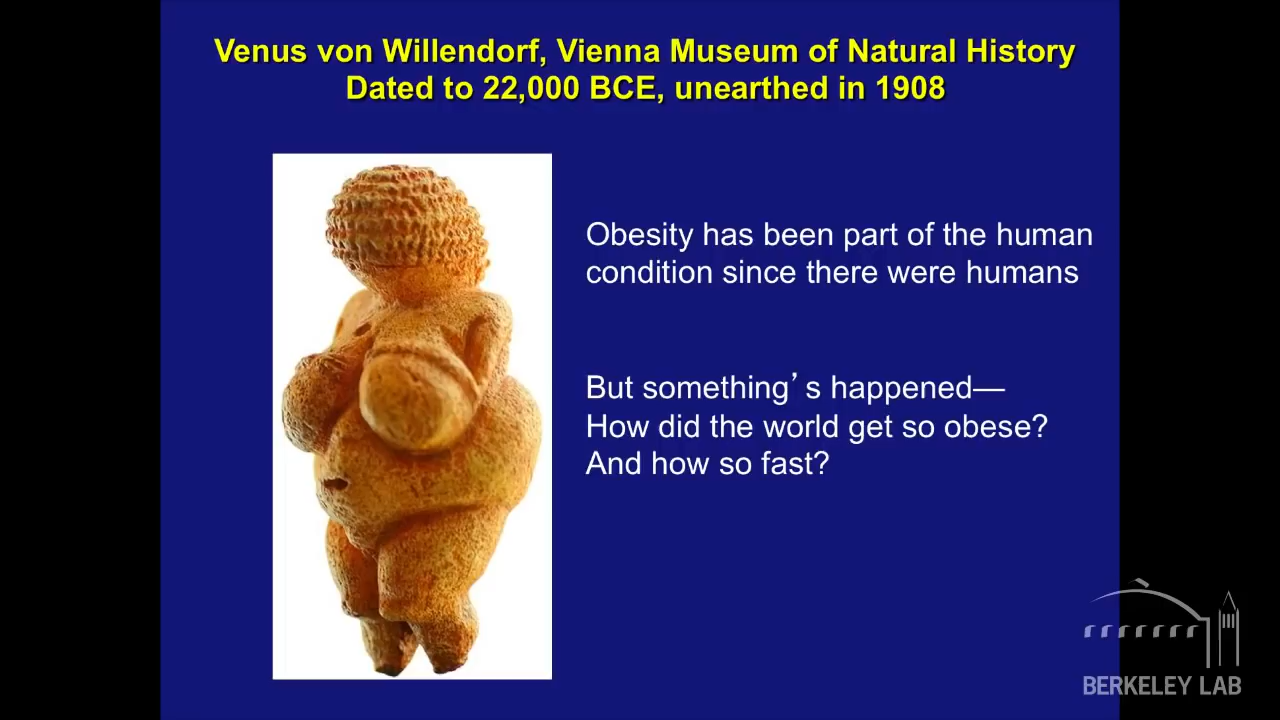 Venus von Willendorf, Vienna Museum of Natural History
Dated to 22,000 BCE, unearthed in 1908
Obesity has been part of the human
condition since there were humans
But something’s happened—
How did the world get so obese?
And how so fast?
BERKELEY LAB